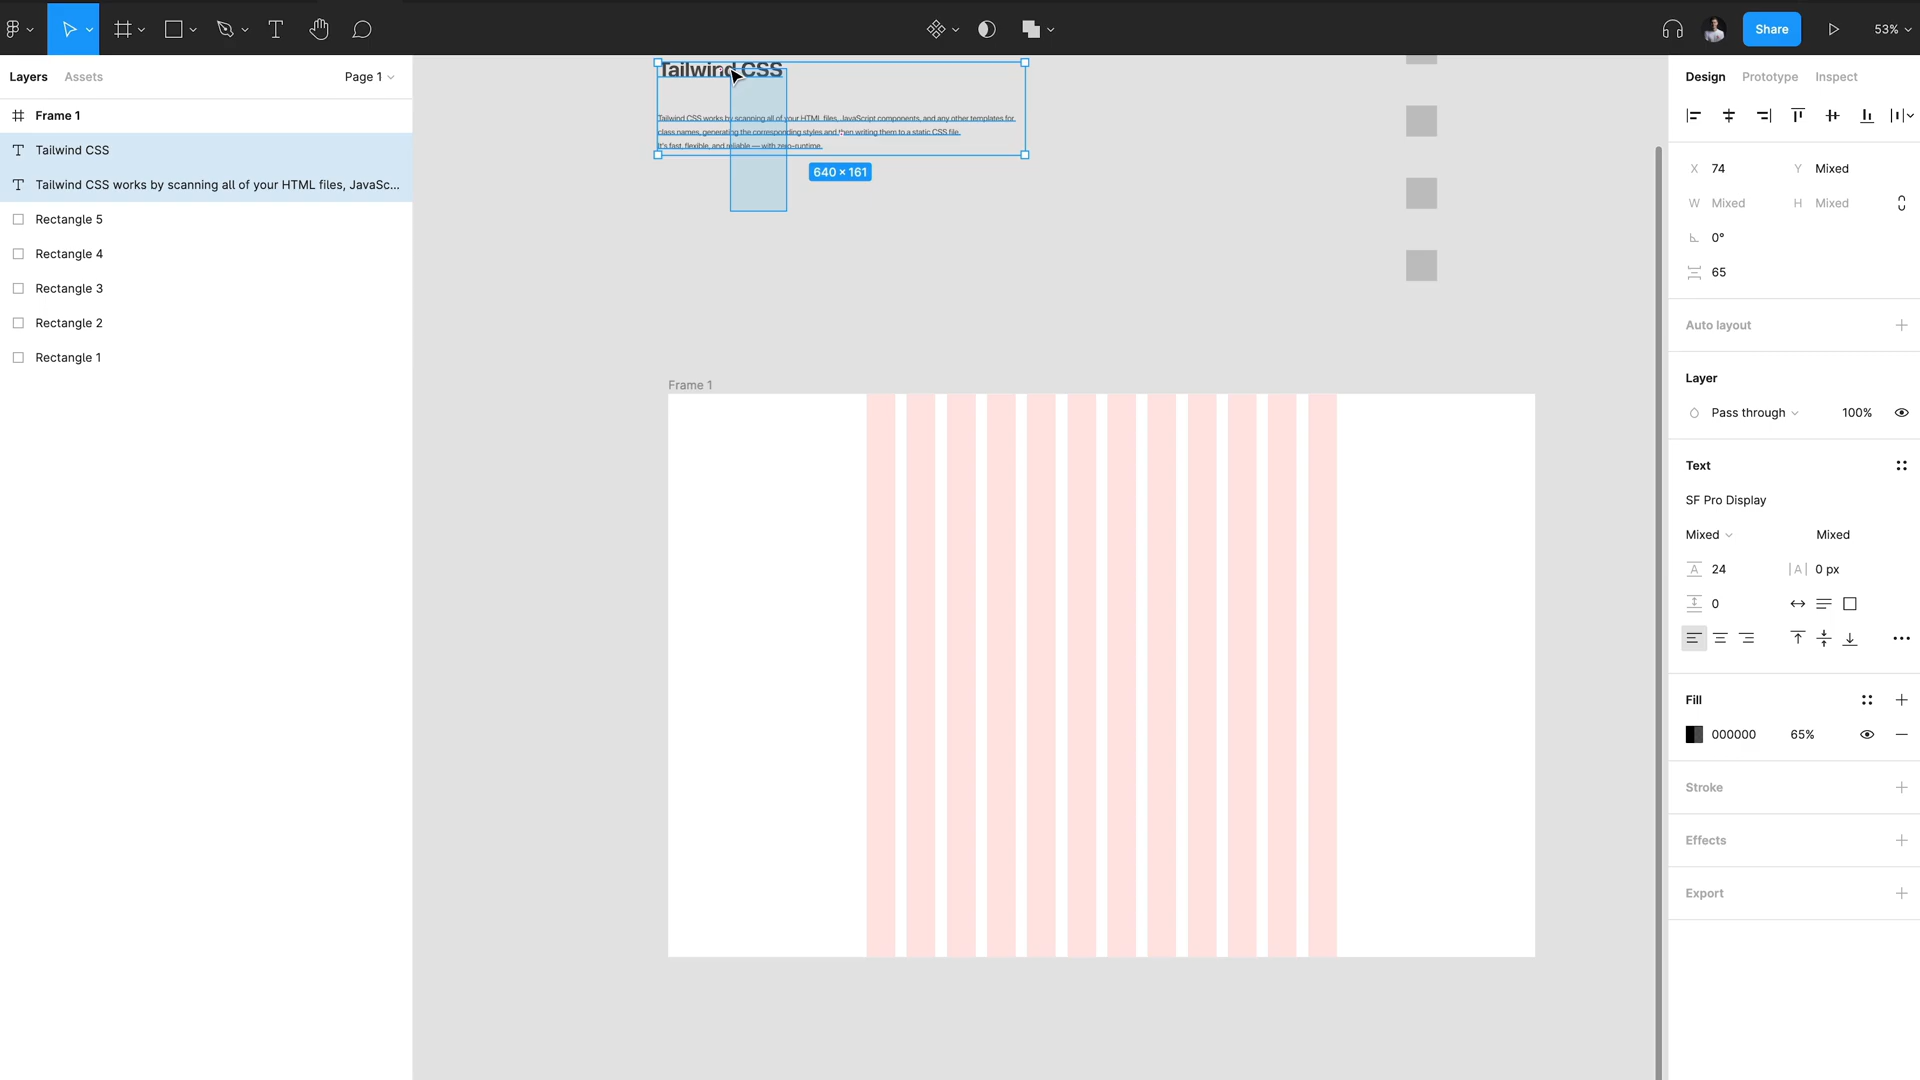 Share
53%
Layers
Assets
Page 1
Frame 1
Tailwind CSS
Tailwind CSS works by scanning all of your HTML files, JavaSc...
Rectangle 5
Rectangle 4
Rectangle 3
Rectangle 2
Rectangle 1
Tailwind CSS
Tailwind CSS works by scanning all of your HTML files, JavaScript components, and any other templates for
class names, generating the corresponding styles and then writing them to a static CSS file.
It's fast, flexible, and reliable — with zero-runtime.
640 × 161
Frame 1
Design
Prototype
Inspect
X 74
Y Mixed
W Mixed
H Mixed
0°
65
Auto layout
Layer
Pass through
100%
Text
SF Pro Display
Mixed
Mixed
24
0 px
0
Fill
000000
65%
Stroke
Effects
Export